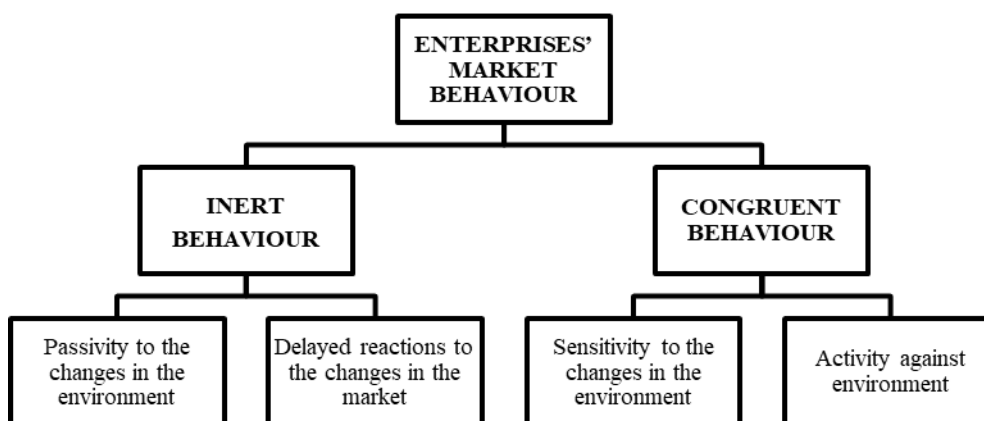 ENTERPRISES’
MARKET
BEHAVIOUR
INERT
BEHAVIOUR
CONGRUENT
BEHAVIOUR
Passivity to the
changes in the
environment
Delayed reactions to
the changes in the
market
Sensitivity to the
changes in the
environment
Activity against
environment